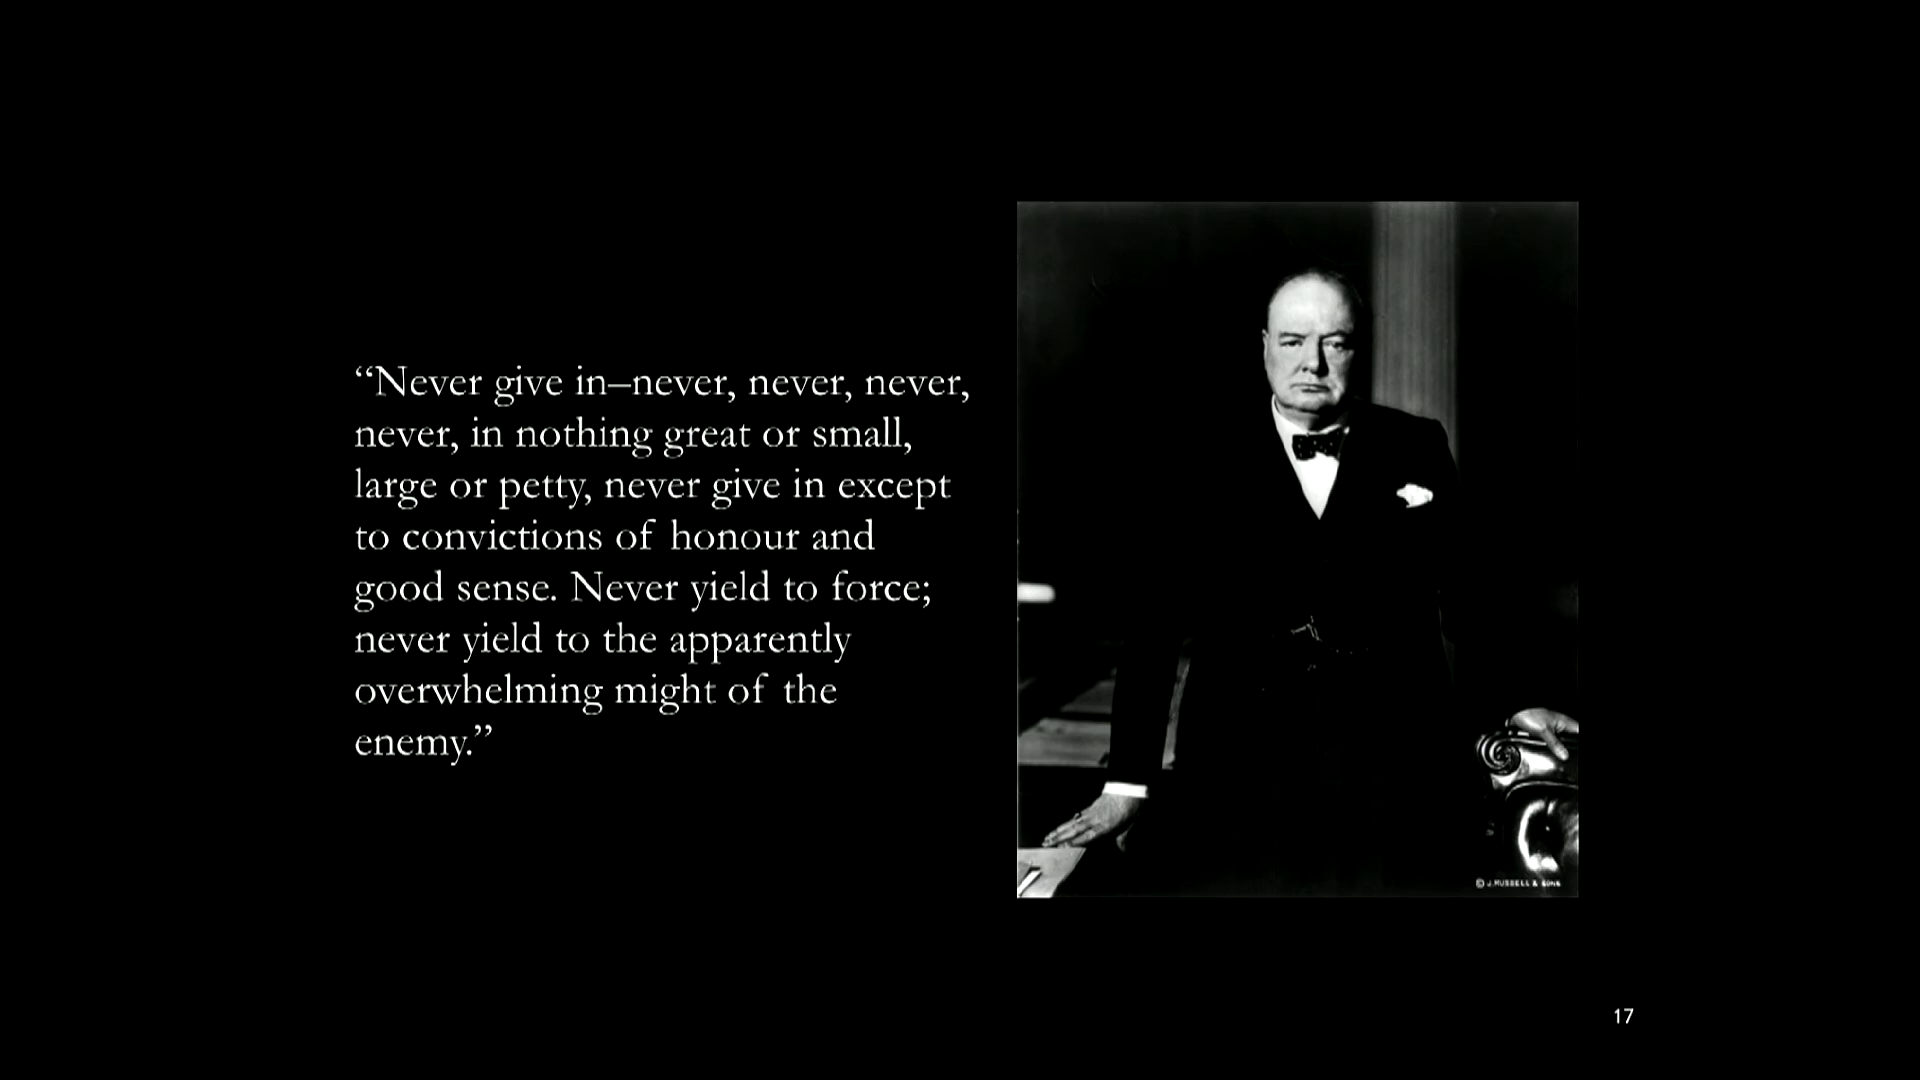 “Never give in–never, never, never,
never, in nothing great or small,
large or petty, never give in except
to convictions of honour and
good sense. Never yield to force;
never yield to the apparently
overwhelming might of the
enemy.”
© J. RUSSELL & SONS
17